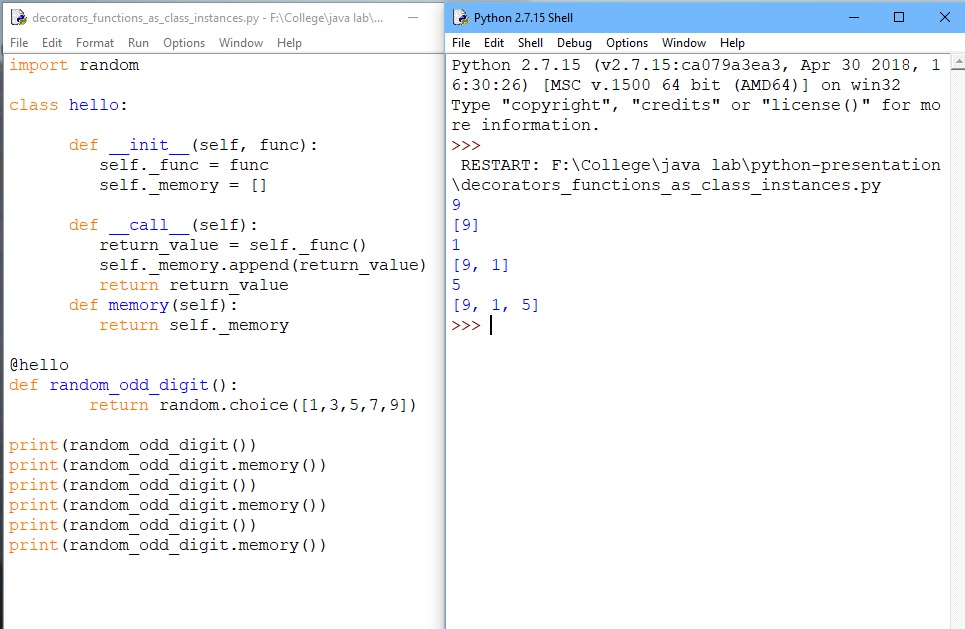 decorators_functions_as_class_instances.py - F:\College\java lab\...
File Edit Format Run Options Window Help
import random
class hello:
def __init__(self, func):
self._func = func
self._memory = []
def __call__(self):
return_value = self._func()
self._memory.append(return_value)
return return_value
def memory(self):
return self._memory
@hello
def random_odd_digit():
return random.choice([1,3,5,7,9])
print(random_odd_digit())
print(random_odd_digit.memory())
print(random_odd_digit())
print(random_odd_digit.memory())
print(random_odd_digit())
print(random_odd_digit.memory())
Python 2.7.15 Shell
File Edit Shell Debug Options Window Help
Python 2.7.15 (v2.7.15:ca079a3ea3, Apr 30 2018, 1
6:30:26) [MSC v.1500 64 bit (AMD64)] on win32
Type "copyright", "credits" or "license()" for mo
re information.
>>>
RESTART: F:\College\java lab\python-presentation
\decorators_functions_as_class_instances.py
9
[9]
1
[9, 1]
5
[9, 1, 5]
>>>